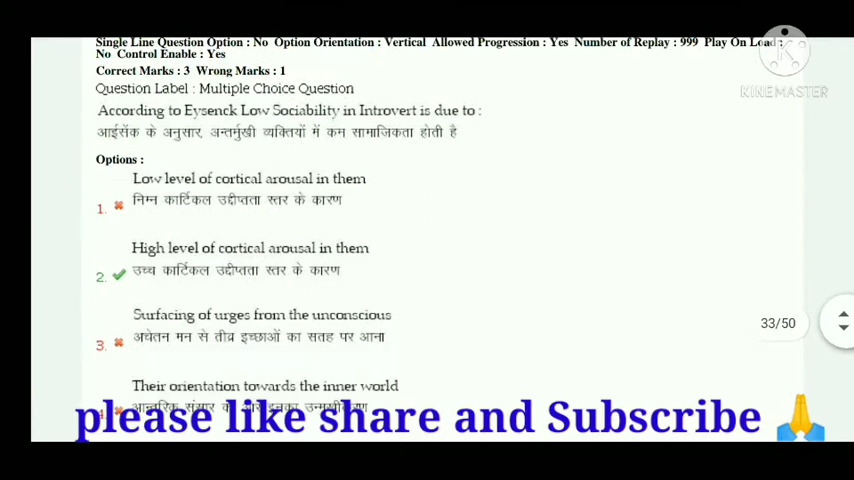 Single Line Question Option : No Option Orientation : Vertical Allowed Progression : Yes Number of Replay : 999 Play On Load :
No Control Enable : Yes
Correct Marks : 3 Wrong Marks : 1
Question Label : Multiple Choice Question
According to Eysenck Low Sociability in Introvert is due to :
आईसेंक के अनुसार, अन्तर्मुखी व्यक्तियों में कम सामाजिकता होती है
Options :
Low level of cortical arousal in them
1. निम्न कार्टिकल उद्दीप्तता स्तर के कारण
High level of cortical arousal in them
2. उच्च कार्टिकल उद्दीप्तता स्तर के कारण
Surfacing of urges from the unconscious
3. अचेतन मन से तीव्र इच्छाओं का सतह पर आना
Their orientation towards the inner world
4. आन्तरिक संसार
please like share and Subscribe
33/50
K
KINEMASTER